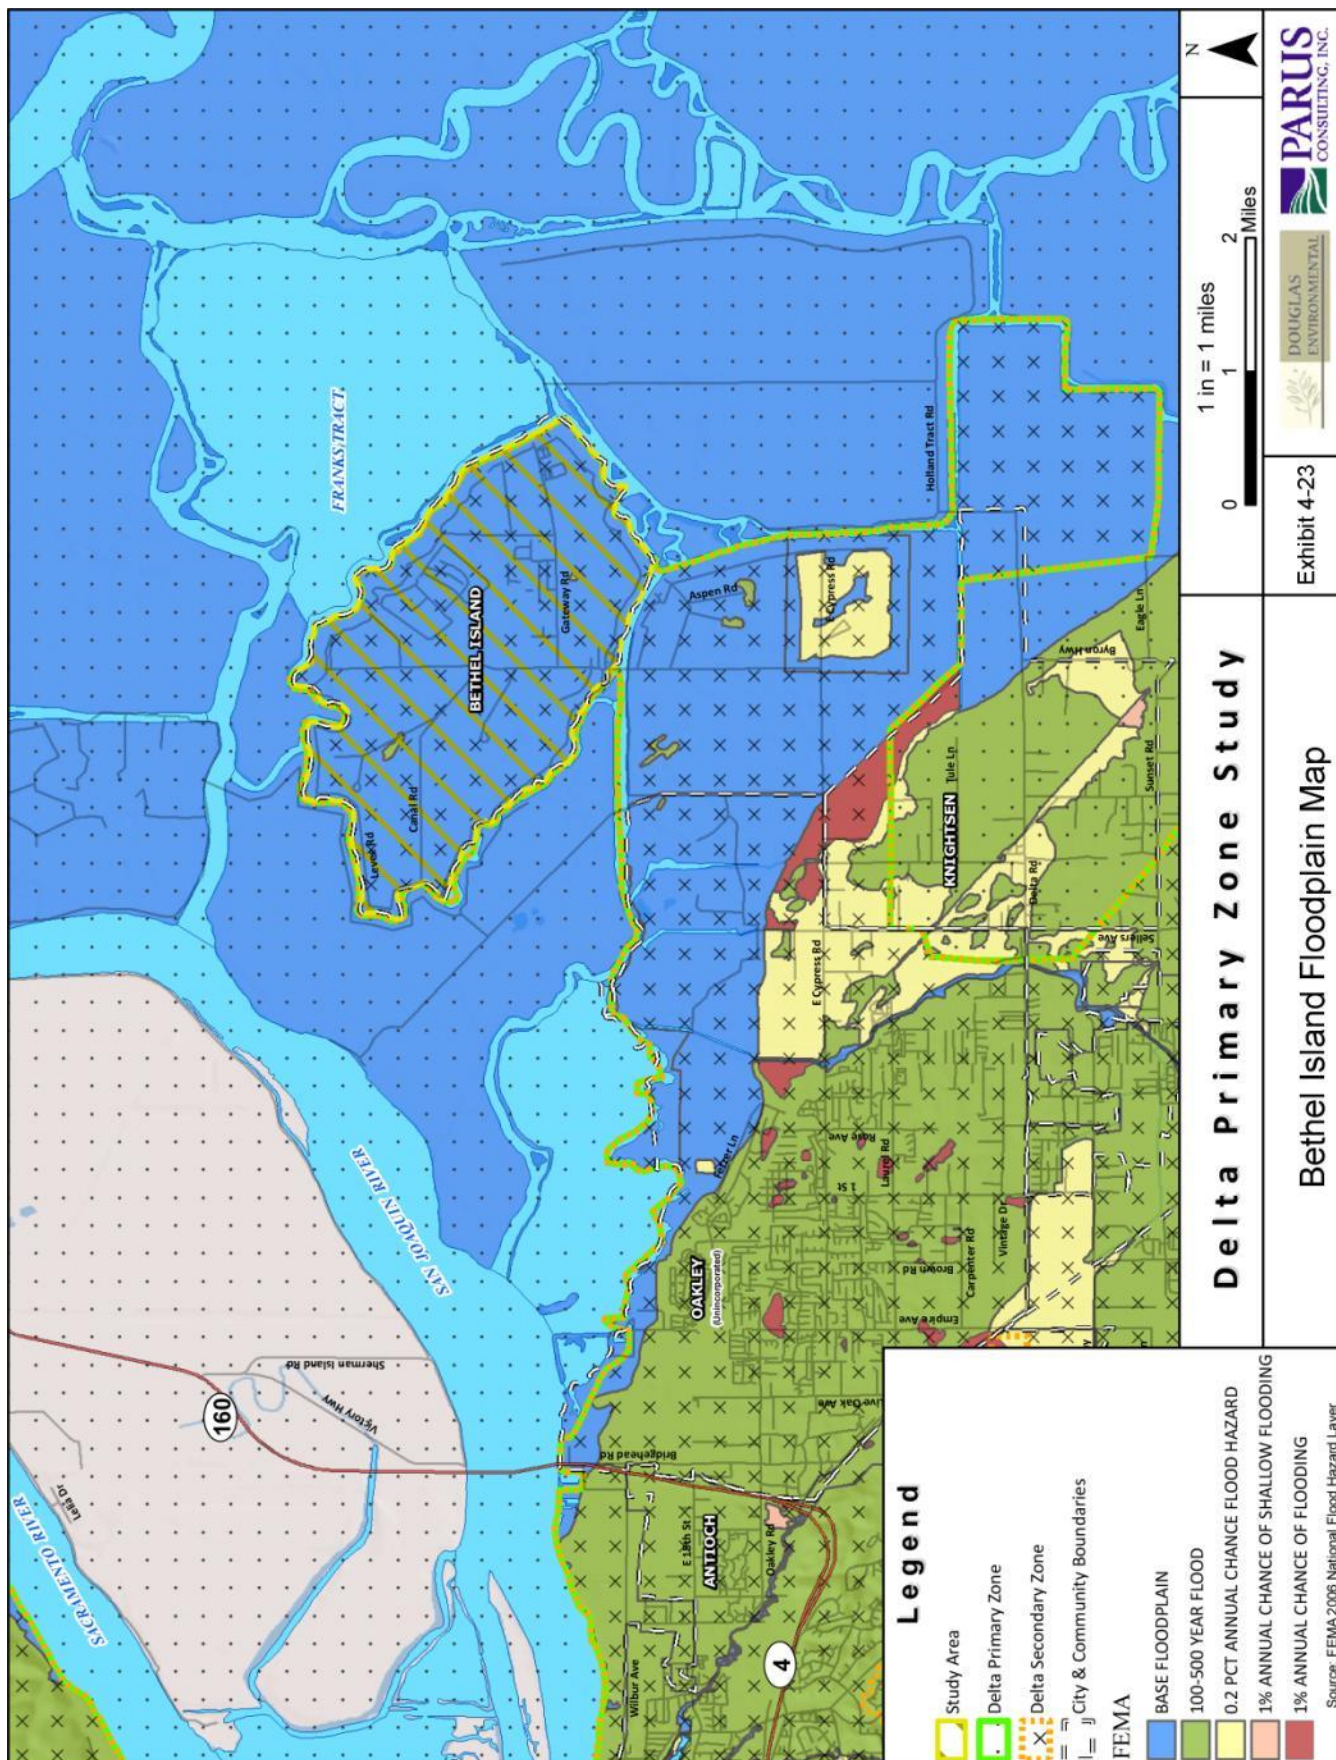 SACRAMENTO RIVER
Lelia Dr
160
Victory Hwy
Sherman Island Rd
SAN JOAQUIN RIVER
FRANKS TRACT
BETHEL ISLAND
Levee Rd
Canal Rd
Gateway Rd
Holland Tract Rd
Aspen Rd
E Cypress Rd
Wilbur Ave
E 18th St
ANTIOCH
Oakley Rd
4
Bridgehead Rd
Live Oak Ave
OAKLEY
(Unincorporated)
Empire Ave
Brown Rd
Carpenter Rd
Vintage Dr
Fetzer Ln
1 St
Laurel Rd
Rose Ave
E Cypress Rd
KNIGHTSEN
Tule Ln
Delta Rd
Sellers Ave
Sunset Rd
Byron Hwy
Eagle Ln
Legend
Study Area
Delta Primary Zone
Delta Secondary Zone
City & Community Boundaries
FEMA
BASE FLOODPLAIN
100-500 YEAR FLOOD
0.2 PCT ANNUAL CHANCE FLOOD HAZARD
1% ANNUAL CHANCE OF SHALLOW FLOODING
1% ANNUAL CHANCE OF FLOODING
Source: FEMA 2006 National Flood Hazard Layer
Delta Primary Zone Study
Bethel Island Floodplain Map
1 in = 1 miles
0 1 2 Miles
N
Exhibit 4-23
DOUGLAS
ENVIRONMENTAL
PARUS
CONSULTING, INC.